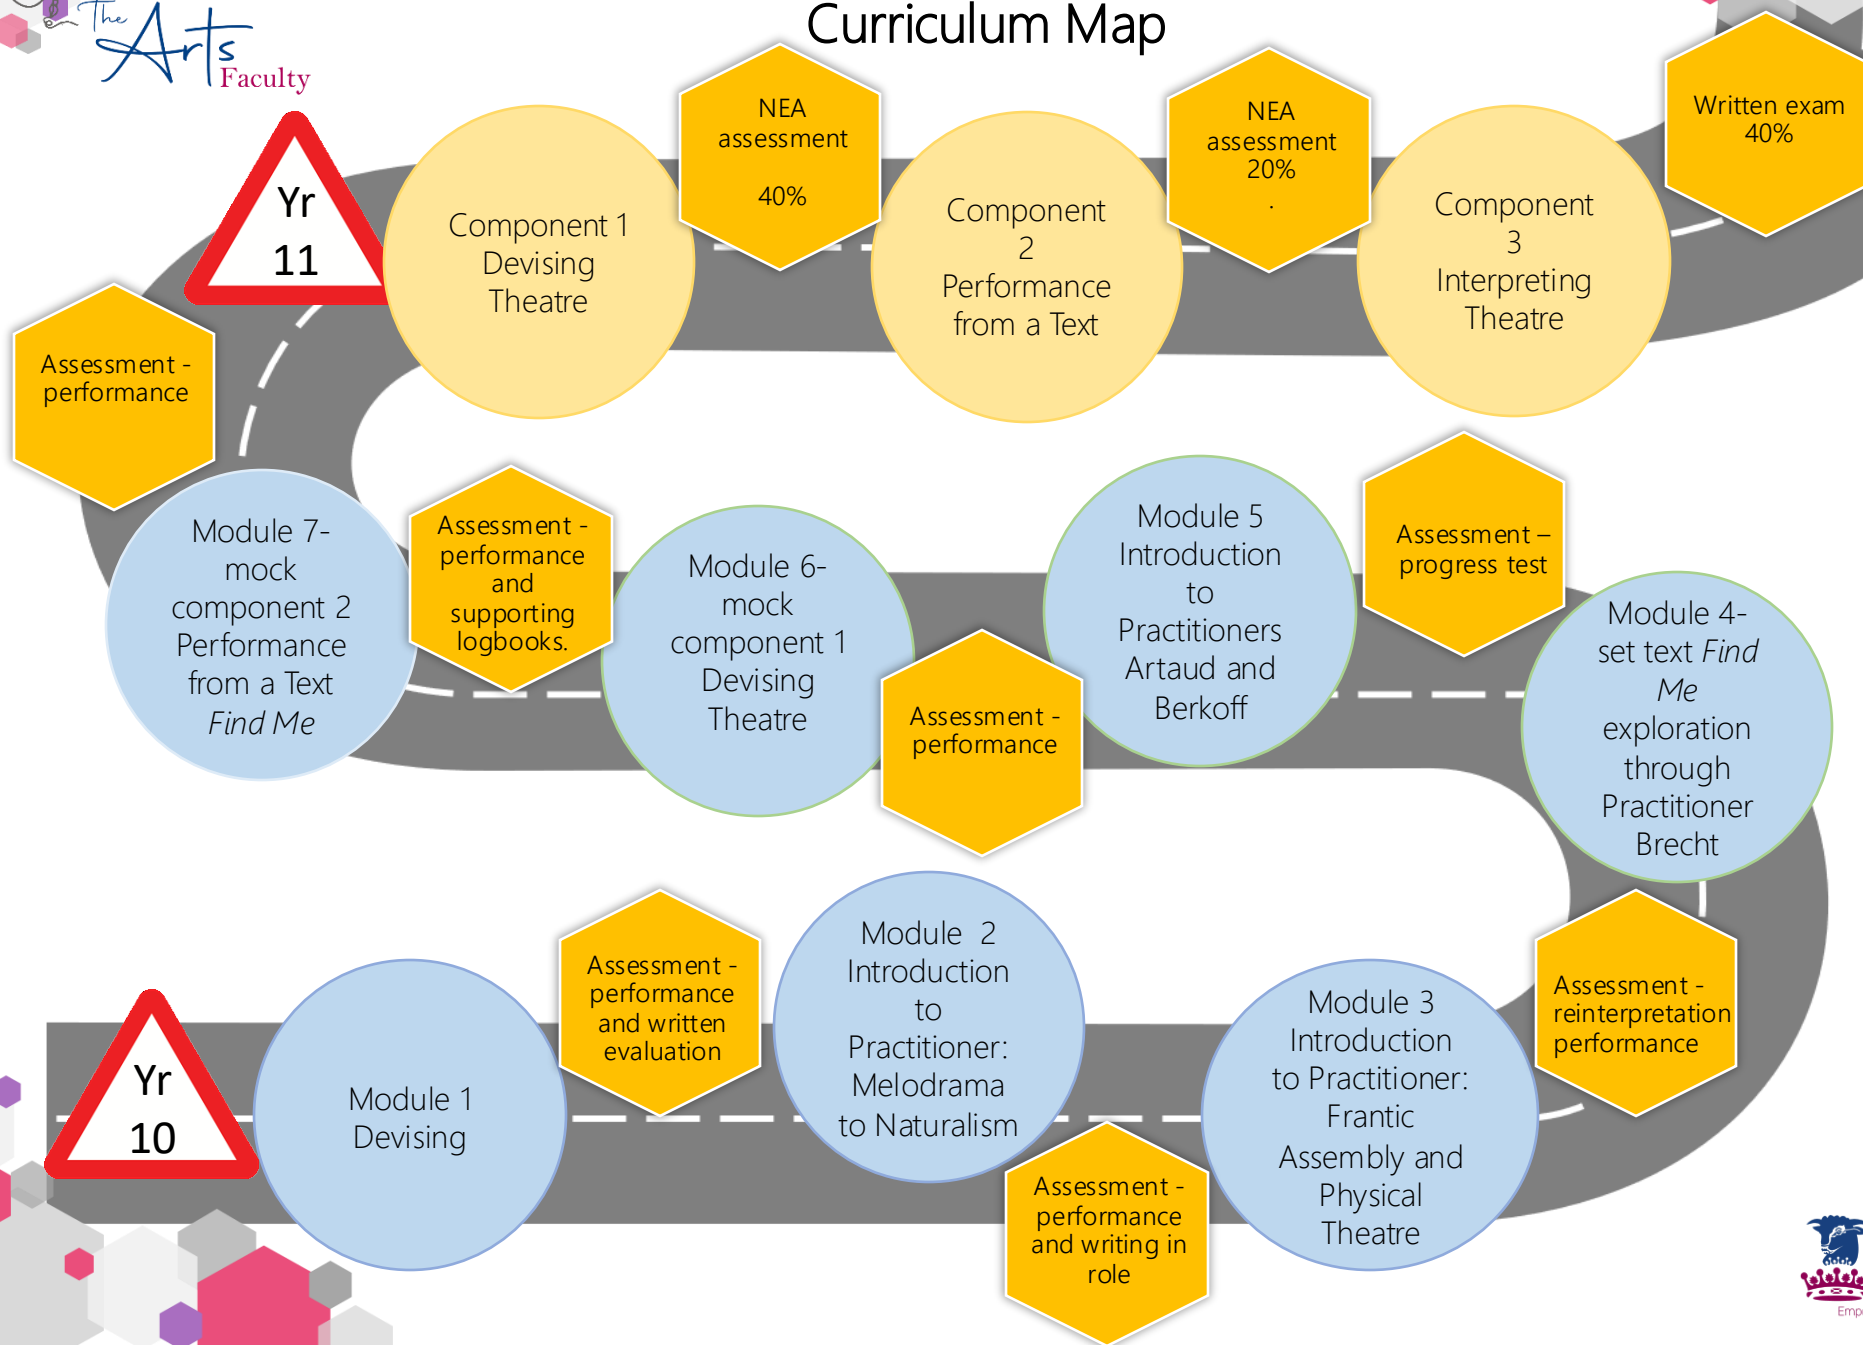 The
Arts
Faculty
Curriculum Map
Yr
11
Component 1
Devising
Theatre
NEA
assessment
40%
Component
2
Performance
from a Text
NEA
assessment
20%
.
Component
3
Interpreting
Theatre
Written exam
40%
Assessment -
performance
Module 7-
mock
component 2
Performance
from a Text
Find Me
Assessment -
performance
and
supporting
logbooks.
Module 6-
mock
component 1
Devising
Theatre
Assessment -
performance
Module 5
Introduction
to
Practitioners
Artaud and
Berkoff
Assessment –
progress test
Module 4-
set text Find
Me
exploration
through
Practitioner
Brecht
Yr
10
Module 1
Devising
Assessment -
performance
and written
evaluation
Module 2
Introduction
to
Practitioner:
Melodrama
to Naturalism
Assessment -
performance
and writing in
role
Module 3
Introduction
to Practitioner:
Frantic
Assembly and
Physical
Theatre
Assessment -
reinterpretation
performance